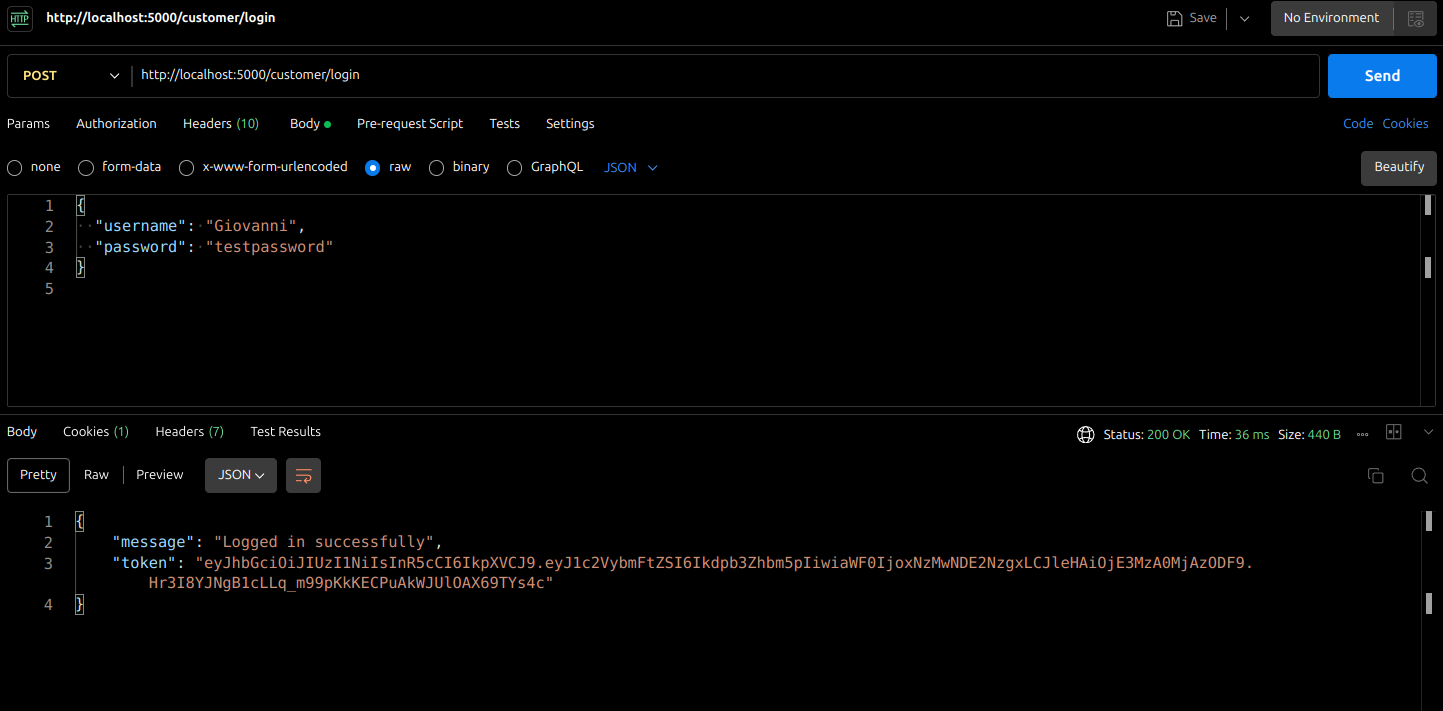 HTTP http://localhost:5000/customer/login Save No Environment
POST http://localhost:5000/customer/login Send
Params Authorization Headers (10) Body Pre-request Script Tests Settings Code Cookies
none form-data x-www-form-urlencoded raw binary GraphQL JSON Beautify
1 {
2 "username": "Giovanni",
3 "password": "testpassword"
4 }
5
Body Cookies (1) Headers (7) Test Results Status: 200 OK Time: 36 ms Size: 440 B
Pretty Raw Preview JSON
1 {
2 "message": "Logged in successfully",
3 "token": "eyJhbGciOiJIUzI1NiIsInR5cCI6IkpXVCJ9.eyJ1c2VybmFtZSI6Ikdpb3Zhbm5pIiwiaWF0IjoxNzMwNDE2NzgxLCJleHAiOjE3MzA0MjAzODF9.
Hr3I8YJNgB1cLLq_m99pKkKECPuAkWJUlOAX69TYs4c"
4 }